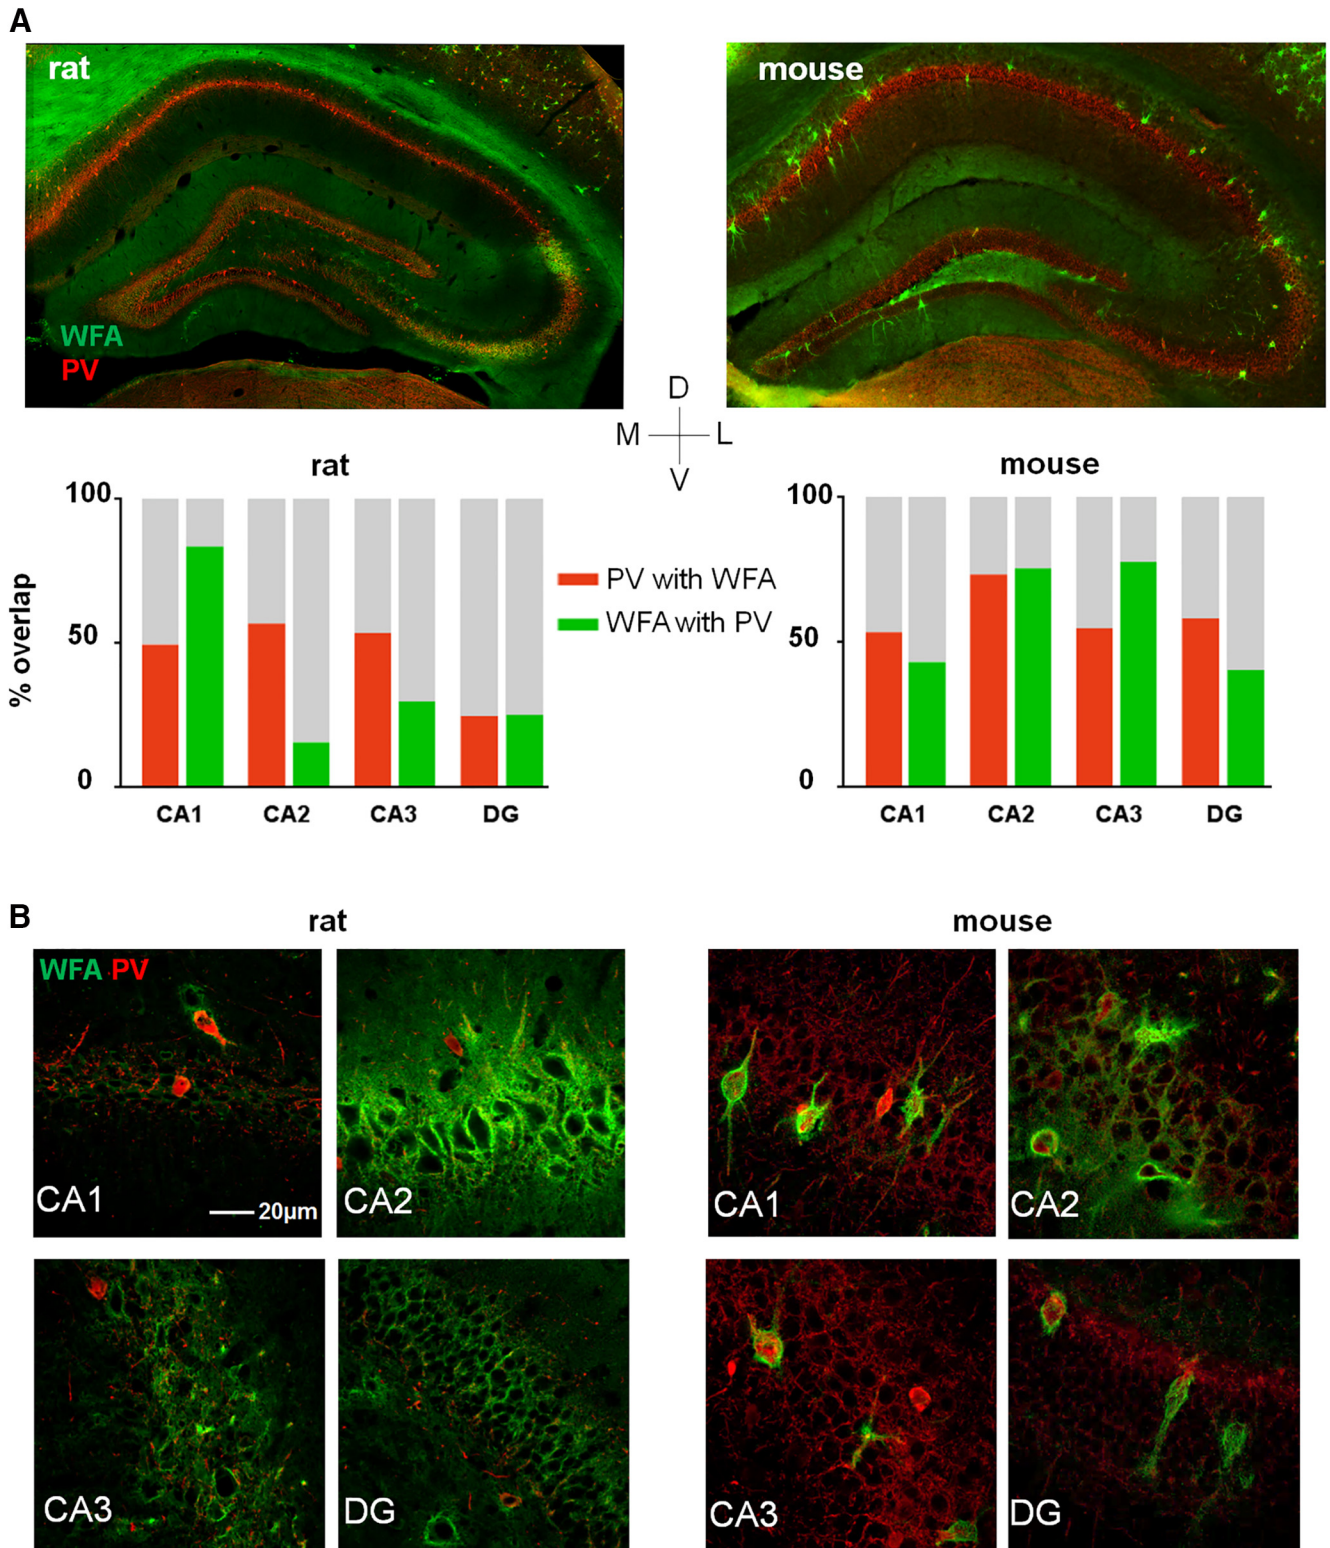 A
rat
mouse
WFA
PV
D
M L
V
rat
mouse
100
50
0
% overlap
CA1 CA2 CA3 DG
PV with WFA
WFA with PV
100
50
0
CA1 CA2 CA3 DG
B
rat
mouse
WFA PV
CA1
20µm
CA2
CA1
CA2
CA3
DG
CA3
DG